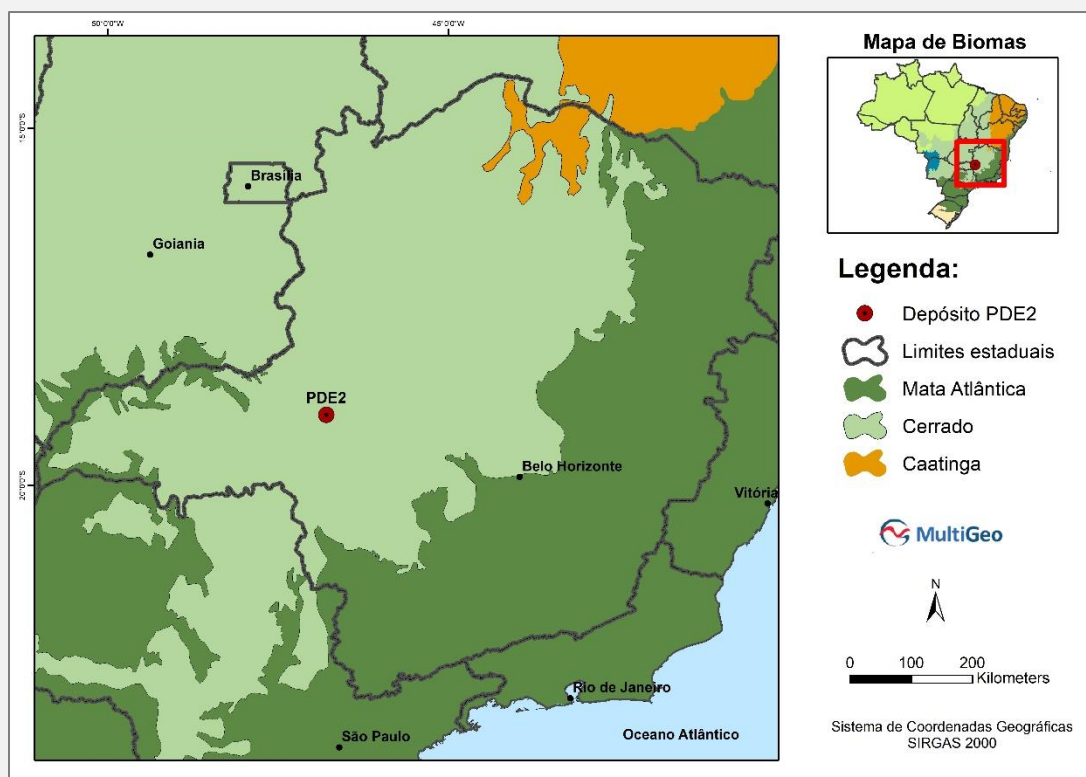 50°0'0"W
45°0'0"W
15°0'0"S
20°0'0"S
Brasília
Goiania
PDE2
Belo Horizonte
Vitória
Rio de Janeiro
São Paulo
Oceano Atlântico
Mapa de Biomas
Legenda:
Depósito PDE2
Limites estaduais
Mata Atlântica
Cerrado
Caatinga
MultiGeo
N
0 100 200
Kilometers
Sistema de Coordenadas Geográficas
SIRGAS 2000